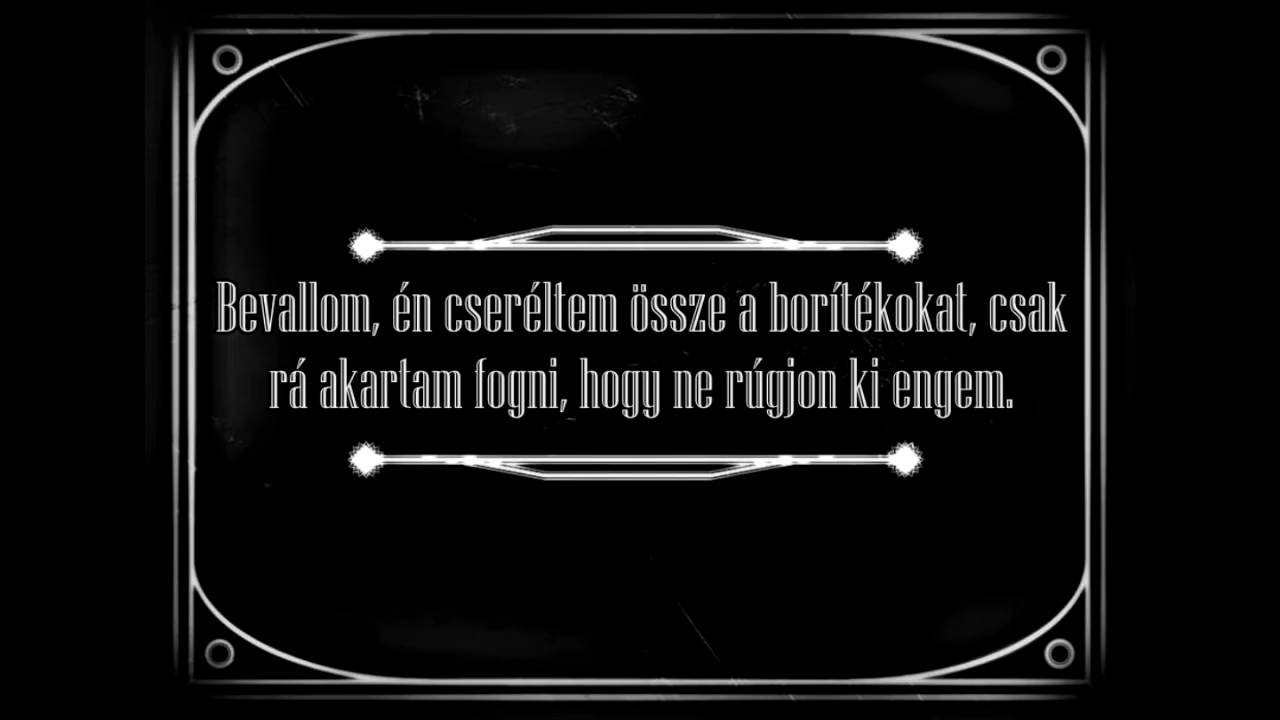 Bevallom, én cseréltem össze a borítékokat, csak
rá akartam fogni, hogy ne rúgjon ki engem.